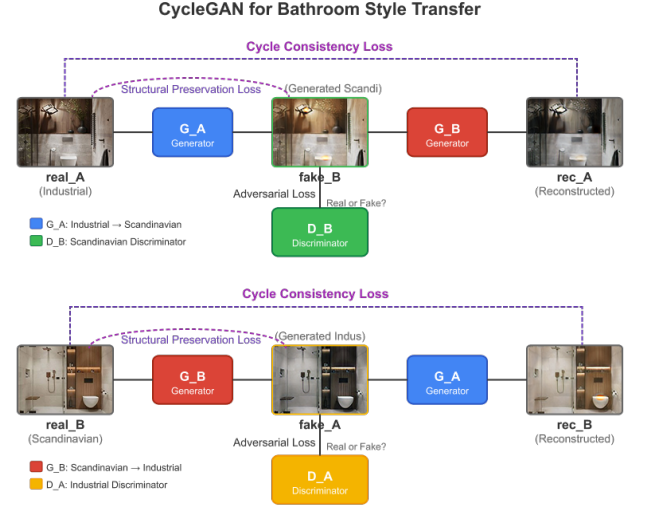 CycleGAN for Bathroom Style Transfer
Cycle Consistency Loss
Structural Preservation Loss
(Generated Scandi)
G_A
Generator
G_B
Generator
real_A
(Industrial)
fake_B
rec_A
(Reconstructed)
Adversarial Loss
Real or Fake?
D_B
Discriminator
G_A: Industrial → Scandinavian
D_B: Scandinavian Discriminator
Cycle Consistency Loss
Structural Preservation Loss
(Generated Indus)
G_B
Generator
G_A
Generator
real_B
(Scandinavian)
fake_A
rec_B
(Reconstructed)
Adversarial Loss
Real or Fake?
D_A
Discriminator
G_B: Scandinavian → Industrial
D_A: Industrial Discriminator